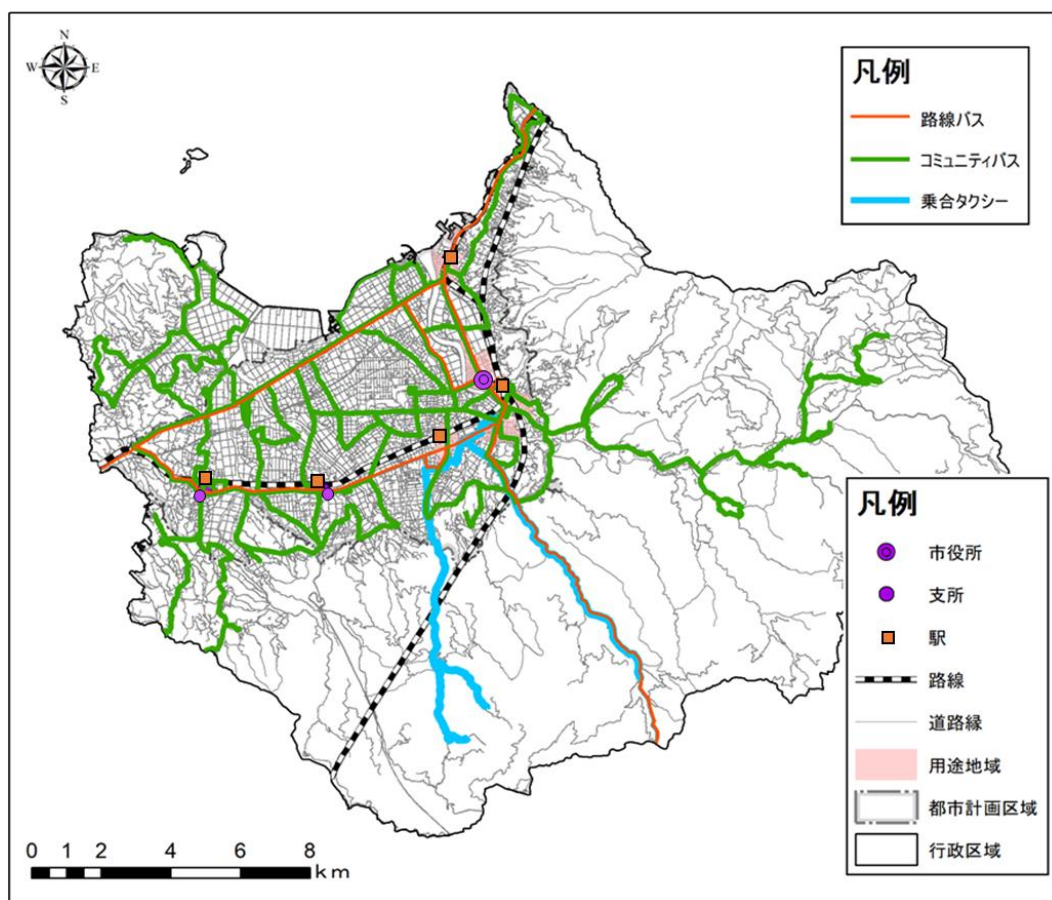 N
W E
S
凡例
路線バス
コミュニティバス
乗合タクシー
凡例
市役所
支所
駅
路線
道路縁
用途地域
都市計画区域
行政区域
0 1 2 4 6 8
km